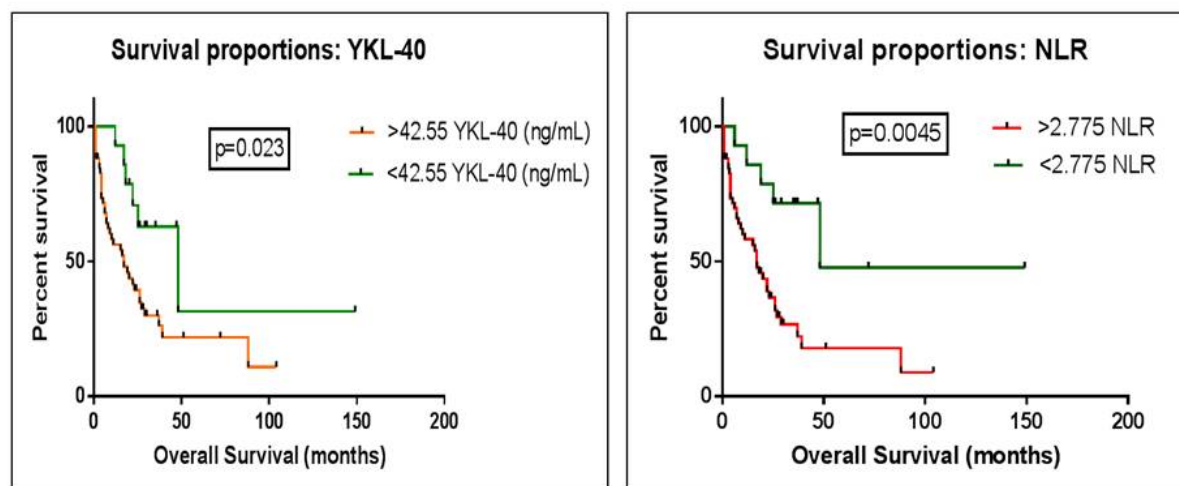 Survival proportions: YKL-40
p=0.023
>42.55 YKL-40 (ng/mL)
<42.55 YKL-40 (ng/mL)
Percent survival
100
50
0
0 50 100 150 200
Overall Survival (months)
Survival proportions: NLR
p=0.0045
>2.775 NLR
<2.775 NLR
Percent survival
100
50
0
0 50 100 150 200
Overall Survival (months)